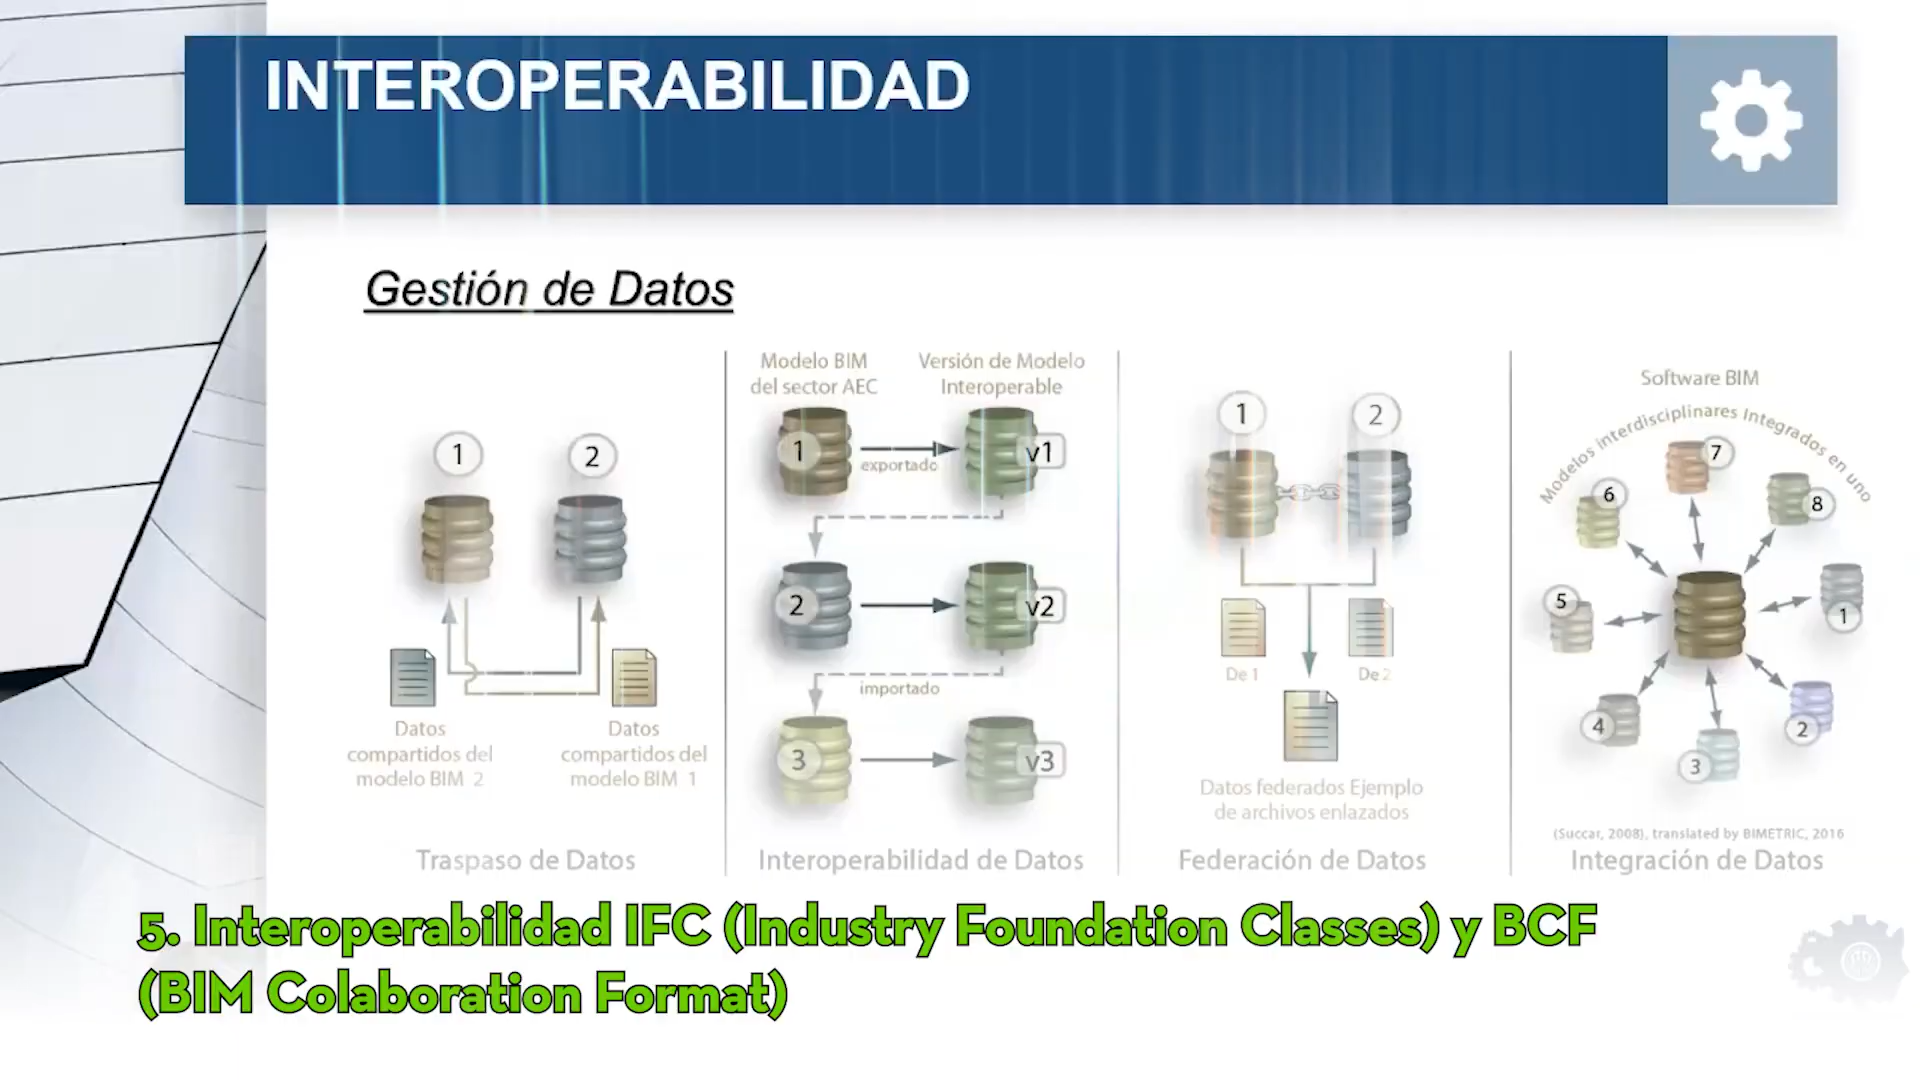 INTEROPERABILIDAD
Gestión de Datos
1
2
Datos
compartidos del
modelo BIM 2
Datos
compartidos del
modelo BIM 1
Traspaso de Datos
Modelo BIM
del sector AEC
Versión de Modelo
Interoperable
1
exportado
v1
2
v2
importado
3
v3
Interoperabilidad de Datos
1
2
De 1
De 2
Datos federados Ejemplo
de archivos enlazados
Federación de Datos
Software BIM
Modelos interdisciplinares Integrados en uno
7
6
8
5
1
4
2
3
(Succar, 2008), translated by BIMETRIC, 2016
Integración de Datos
5. Interoperabilidad IFC (Industry Foundation Classes) y BCF
(BIM Colaboration Format)